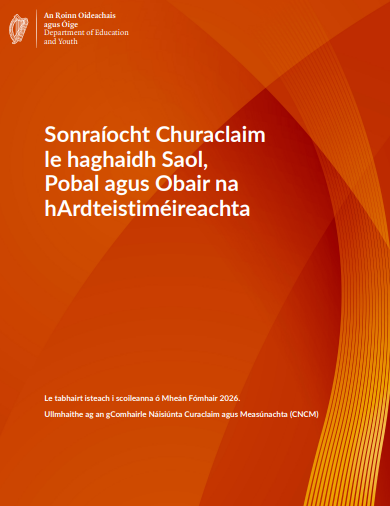 An Roinn Oideachais
agus Óige
Department of Education
and Youth
Sonraíocht Churaclaim
le haghaidh Saol,
Pobal agus Obair na
hArdteistiméireachta
Le tabhairt isteach i scoileanna ó Mheán Fómhair 2026.
Ullmhaithe ag an gComhairle Náisiúnta Curaclaim agus Measúnachta (CNCM)